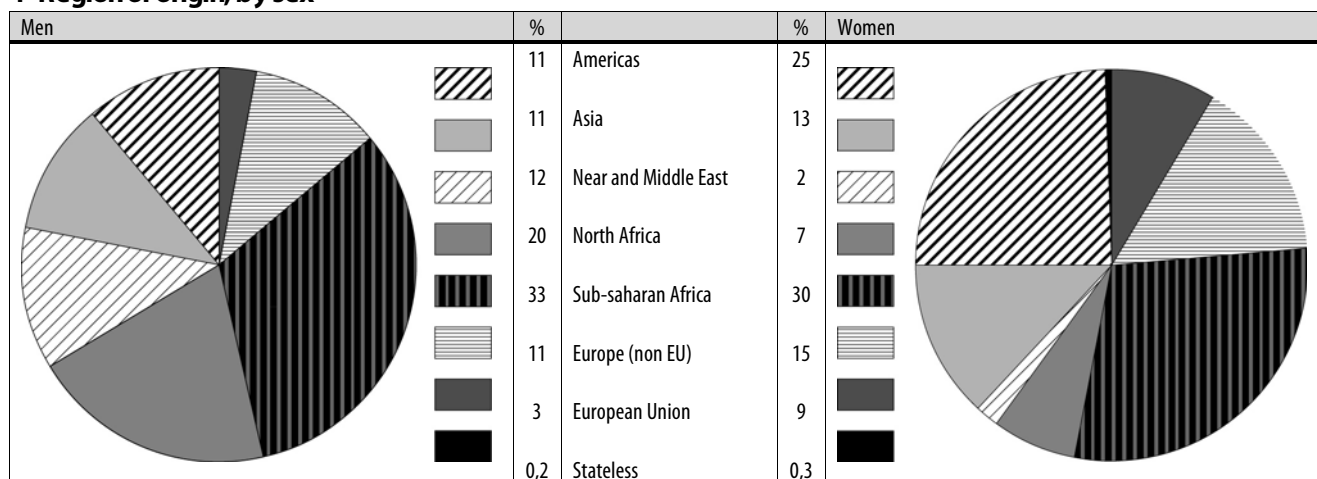 Region of origin, by sex
Men % % Women
11 Americas 25
11 Asia 13
12 Near and Middle East 2
20 North Africa 7
33 Sub-saharan Africa 30
11 Europe (non EU) 15
3 European Union 9
0,2 Stateless 0,3